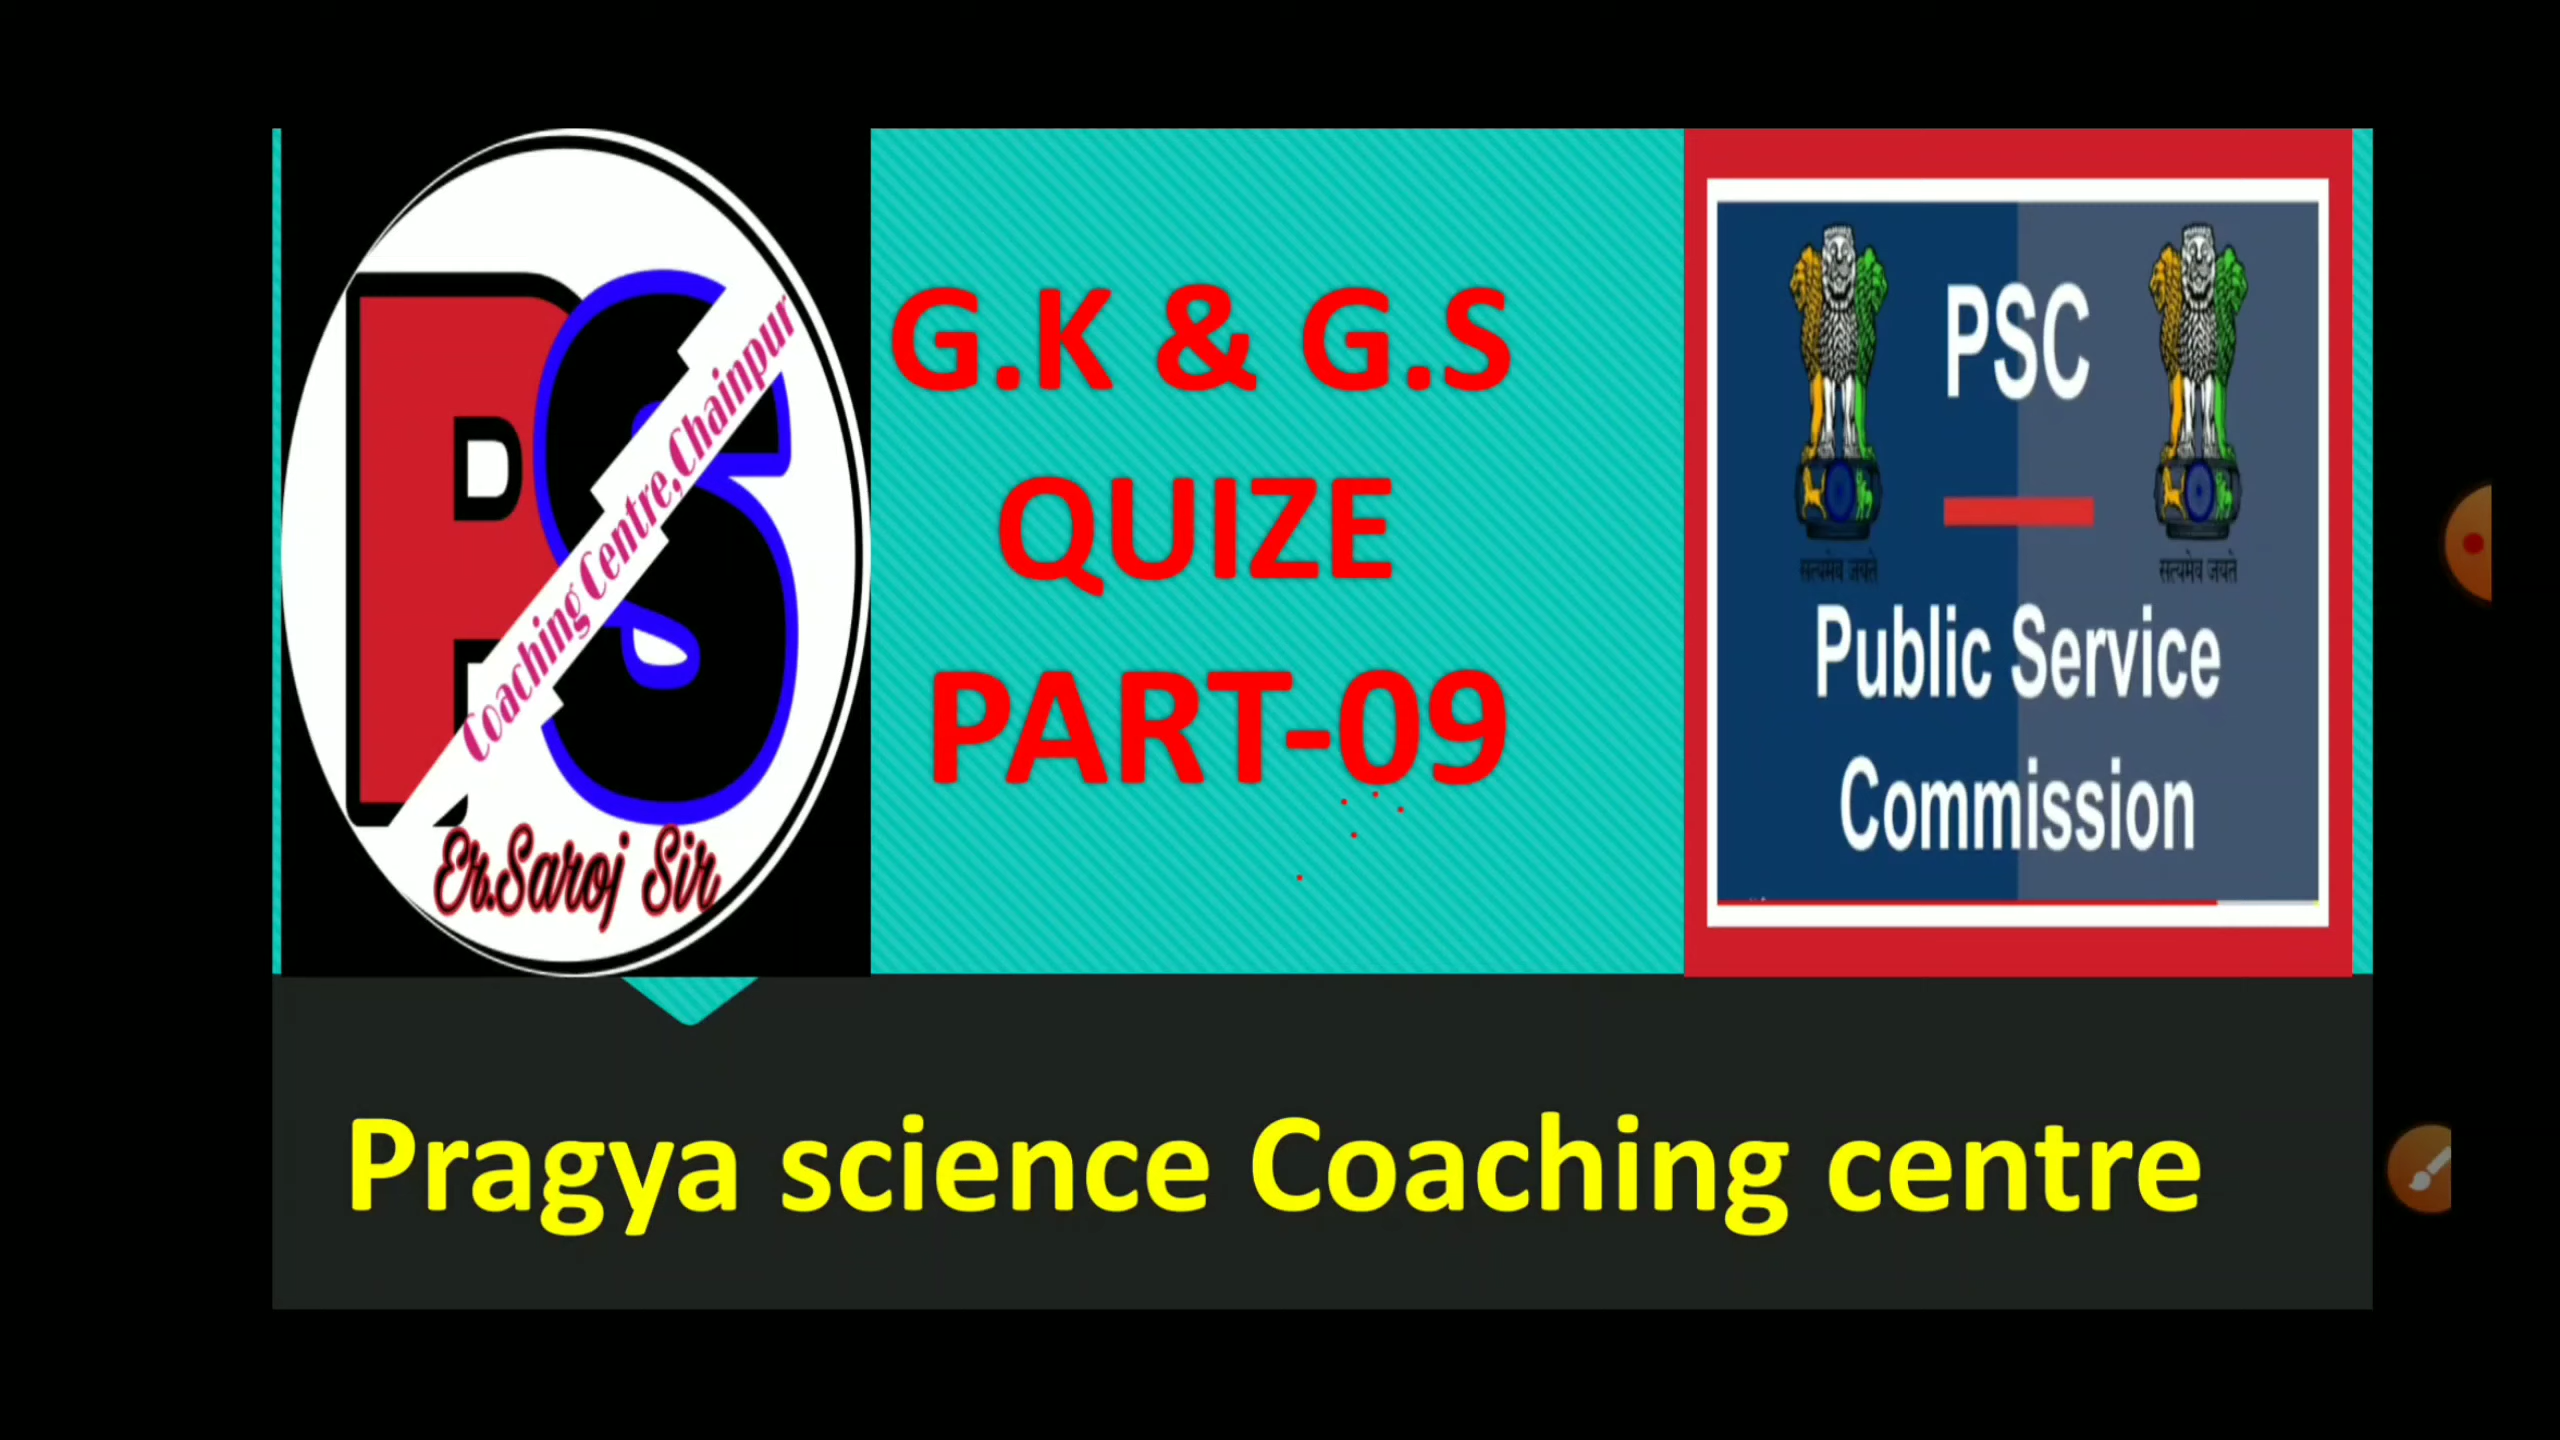 PS
Coaching Centre,Chainpur
Er.Saroj Sir
G.K & G.S
QUIZE
PART-09
PSC
सत्यमेव जयते
सत्यमेव जयते
Public Service
Commission
Pragya science Coaching centre